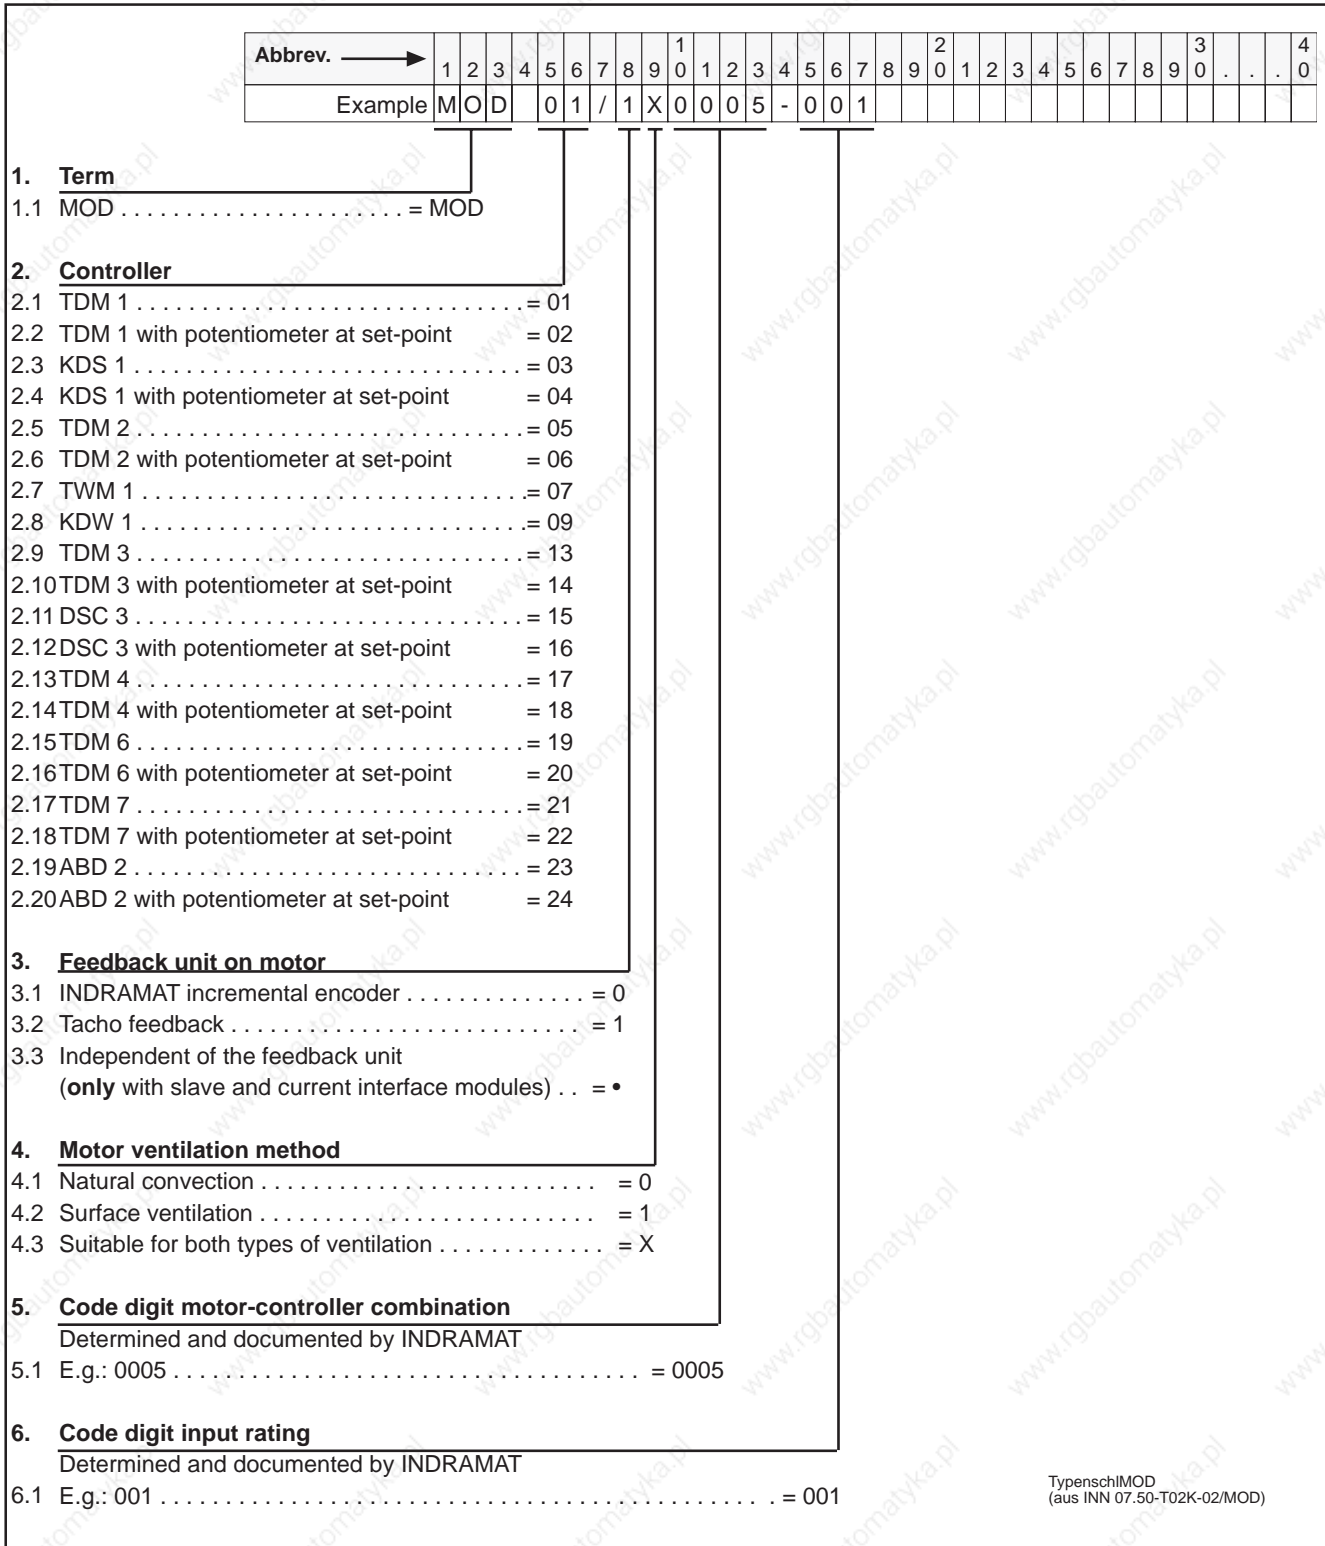 Abbrev. 1 2 3 4 5 6 7 8 9 10 1 2 3 4 5 6 7 8 9 20 1 2 3 4 5 6 7 8 9 30 . . . 40
Example M O D 0 1 / 1 X 0 0 0 5 - 0 0 1
1. Term
1.1 MOD . . . . . . . . . . . . . . . . . . . . . . = MOD
2. Controller
2.1 TDM 1 . . . . . . . . . . . . . . . . . . . . . . . . . . . . . . = 01
2.2 TDM 1 with potentiometer at set-point = 02
2.3 KDS 1 . . . . . . . . . . . . . . . . . . . . . . . . . . . . . . = 03
2.4 KDS 1 with potentiometer at set-point = 04
2.5 TDM 2 . . . . . . . . . . . . . . . . . . . . . . . . . . . . . . = 05
2.6 TDM 2 with potentiometer at set-point = 06
2.7 TWM 1 . . . . . . . . . . . . . . . . . . . . . . . . . . . . . . = 07
2.8 KDW 1 . . . . . . . . . . . . . . . . . . . . . . . . . . . . . . = 09
2.9 TDM 3 . . . . . . . . . . . . . . . . . . . . . . . . . . . . . . = 13
2.10 TDM 3 with potentiometer at set-point = 14
2.11 DSC 3 . . . . . . . . . . . . . . . . . . . . . . . . . . . . . . = 15
2.12 DSC 3 with potentiometer at set-point = 16
2.13 TDM 4 . . . . . . . . . . . . . . . . . . . . . . . . . . . . . . = 17
2.14 TDM 4 with potentiometer at set-point = 18
2.15 TDM 6 . . . . . . . . . . . . . . . . . . . . . . . . . . . . . . = 19
2.16 TDM 6 with potentiometer at set-point = 20
2.17 TDM 7 . . . . . . . . . . . . . . . . . . . . . . . . . . . . . . = 21
2.18 TDM 7 with potentiometer at set-point = 22
2.19 ABD 2 . . . . . . . . . . . . . . . . . . . . . . . . . . . . . . = 23
2.20 ABD 2 with potentiometer at set-point = 24
3. Feedback unit on motor
3.1 INDRAMAT incremental encoder . . . . . . . . . . . . . . = 0
3.2 Tacho feedback . . . . . . . . . . . . . . . . . . . . . . . . . . . = 1
3.3 Independent of the feedback unit
(only with slave and current interface modules) . . = •
4. Motor ventilation method
4.1 Natural convection . . . . . . . . . . . . . . . . . . . . . . . . . . = 0
4.2 Surface ventilation . . . . . . . . . . . . . . . . . . . . . . . . . . = 1
4.3 Suitable for both types of ventilation . . . . . . . . . . . . . = X
5. Code digit motor-controller combination
Determined and documented by INDRAMAT
5.1 E.g.: 0005 . . . . . . . . . . . . . . . . . . . . . . . . . . . . . . . . . . . . = 0005
6. Code digit input rating
Determined and documented by INDRAMAT
6.1 E.g.: 001 . . . . . . . . . . . . . . . . . . . . . . . . . . . . . . . . . . . . . . . . . . . . . . . = 001
TypenschlMOD
(aus INN 07.50-T02K-02/MOD)
www.rgbautomatyka.pl